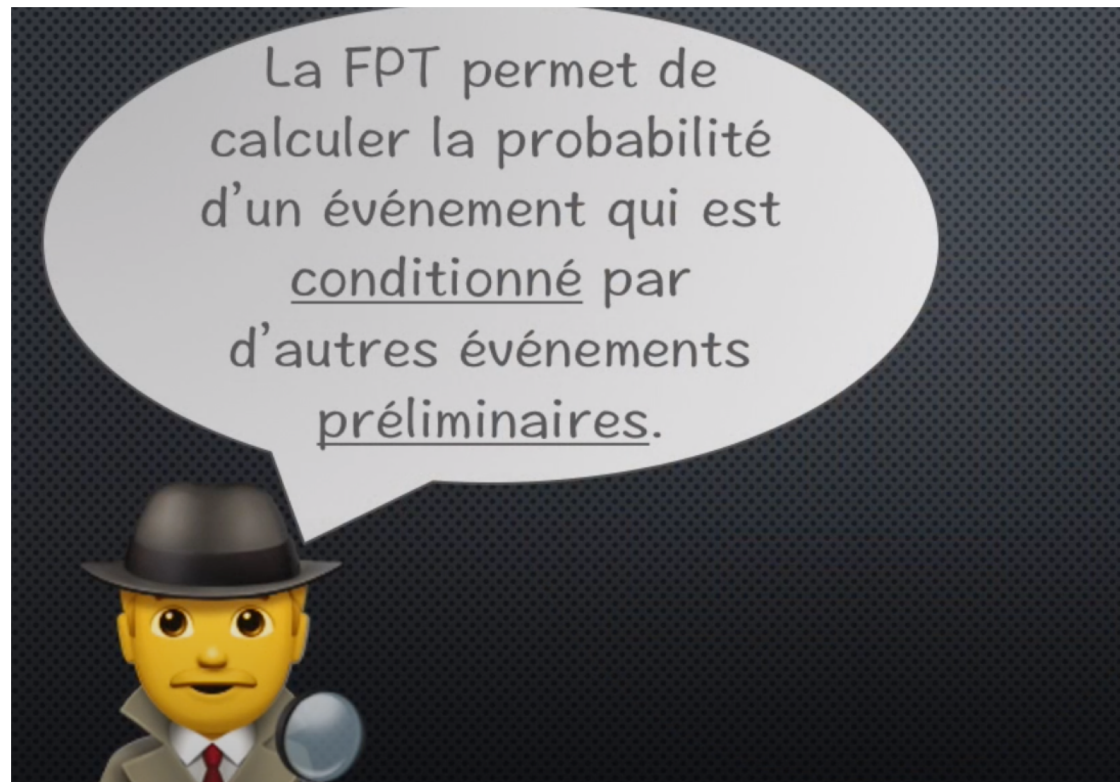 La FPT permet de
calculer la probabilité
d’un événement qui est
conditionné par
d’autres événements
préliminaires.